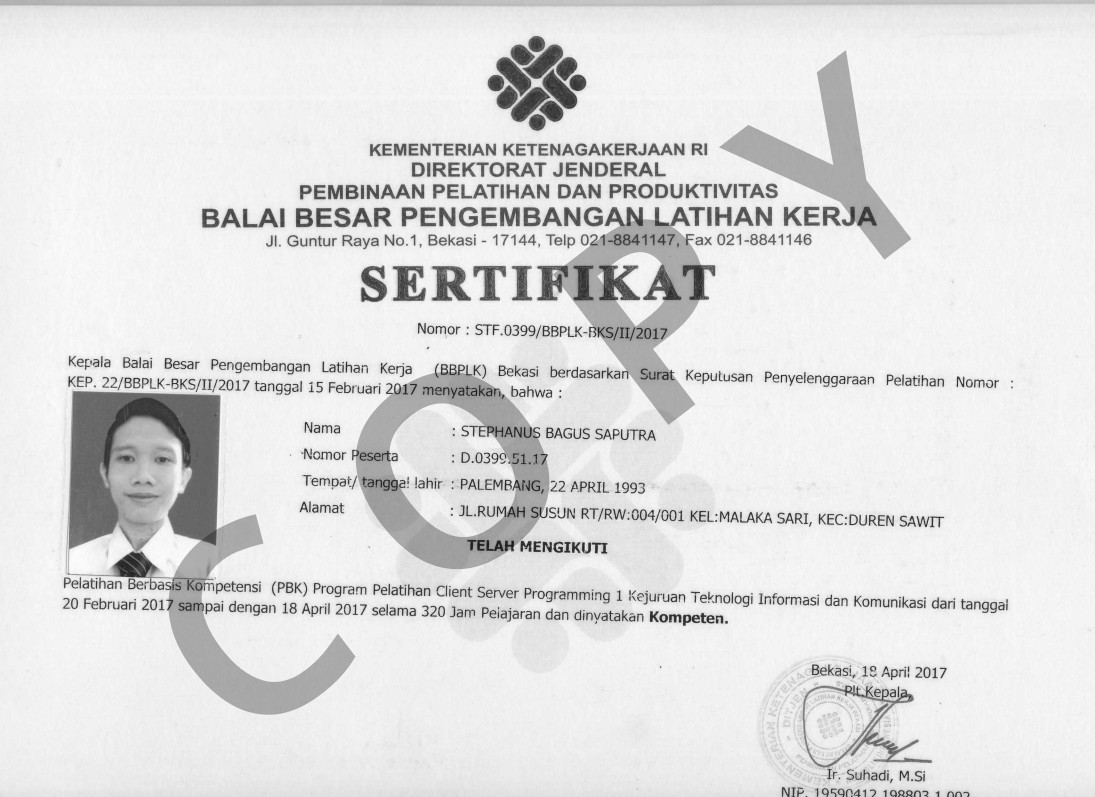 KEMENTERIAN KETENAGAKERJAAN RI
DIREKTORAT JENDERAL
PEMBINAAN PELATIHAN DAN PRODUKTIVITAS
BALAI BESAR PENGEMBANGAN LATIHAN KERJA
Jl. Guntur Raya No.1, Bekasi - 17144, Telp 021-8841147, Fax 021-8841146
SERTIFIKAT
Nomor : STF.0399/BBPLK-BKS/II/2017
Kepala Balai Besar Pengembangan Latihan Kerja (BBPLK) Bekasi berdasarkan Surat Keputusan Penyelenggaraan Pelatihan Nomor :
KEP. 22/BBPLK-BKS/II/2017 tanggal 15 Februari 2017 menyatakan, bahwa :
Nama : STEPHANUS BAGUS SAPUTRA
Nomor Peserta : D.0399.51.17
Tempat/ tanggal lahir : PALEMBANG, 22 APRIL 1993
Alamat : JL.RUMAH SUSUN RT/RW:004/001 KEL:MALAKA SARI, KEC:DUREN SAWIT
TELAH MENGIKUTI
Pelatihan Berbasis Kompetensi (PBK) Program Pelatihan Client Server Programming 1 Kejuruan Teknologi Informasi dan Komunikasi dari tanggal
20 Februari 2017 sampai dengan 18 April 2017 selama 320 Jam Pelajaran dan dinyatakan Kompeten.
Bekasi, 18 April 2017
Plt.Kepala,
Ir. Suhadi, M.Si
NIP. 19590412 198803 1 002
COPY